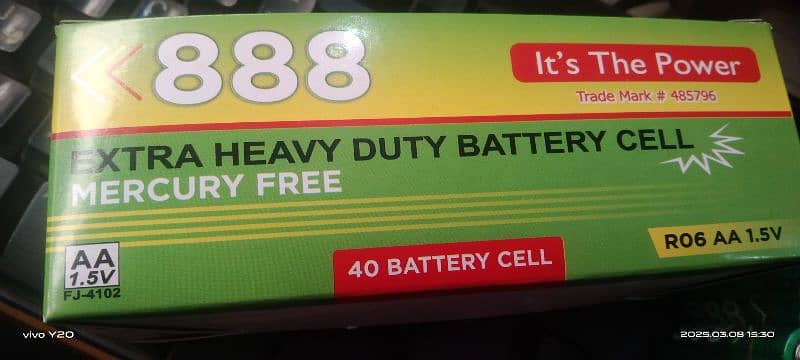 888
It's The Power
Trade Mark # 485796
EXTRA HEAVY DUTY BATTERY CELL
MERCURY FREE
AA
1.5V
FJ-4102
40 BATTERY CELL
R06 AA 1.5V
vivo Y20
2025.03.08 15:30